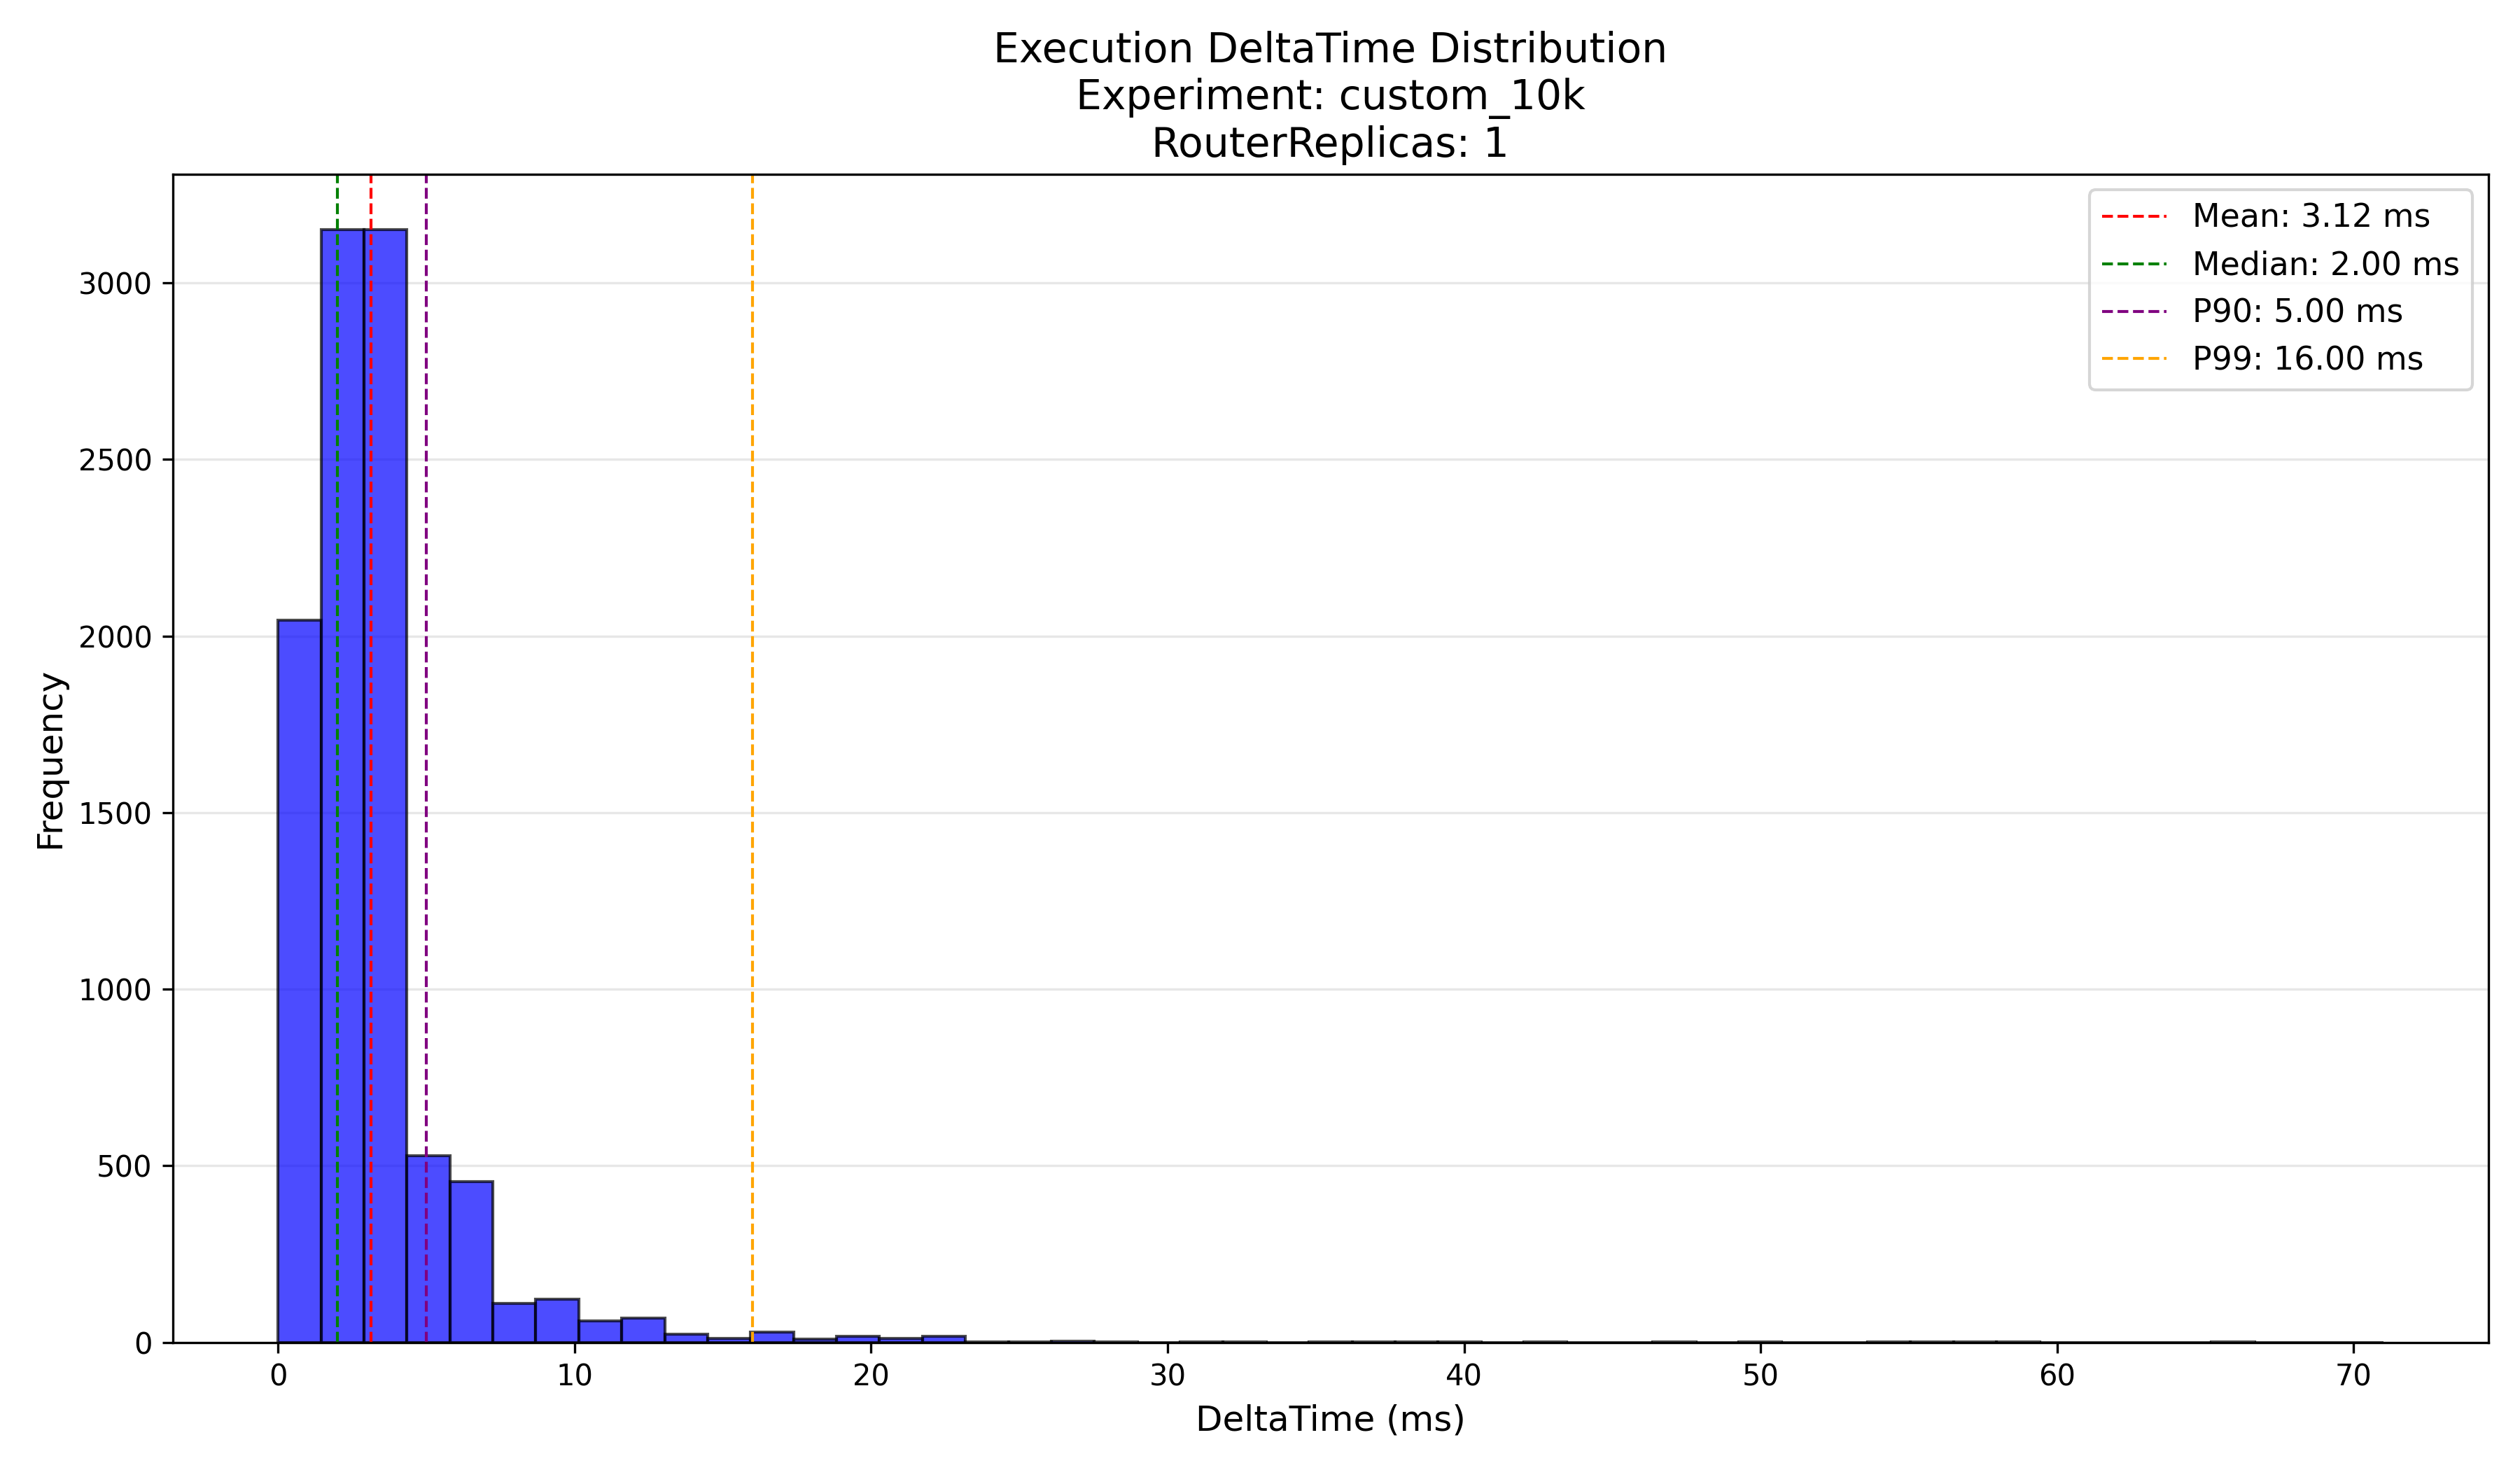 Execution DeltaTime Distribution
Experiment: custom_10k
RouterReplicas: 1
Mean: 3.12 ms
Median: 2.00 ms
P90: 5.00 ms
P99: 16.00 ms
Frequency
3000
2500
2000
1500
1000
500
0
0 10 20 30 40 50 60 70
DeltaTime (ms)